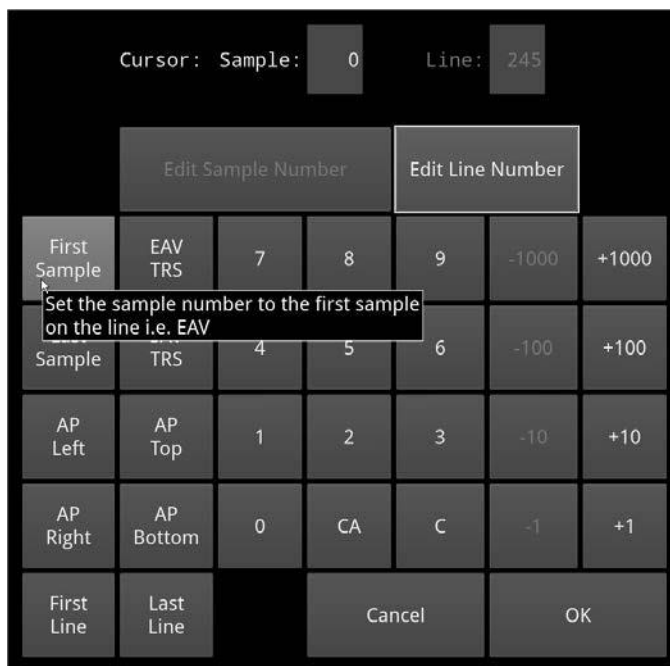 Cursor: Sample: 0 Line: 245
Edit Sample Number Edit Line Number
First Sample EAV TRS 7 8 9 -1000 +1000
Set the sample number to the first sample
on the line i.e. EAV
Sample TRS 4 5 6 -100 +100
AP Left AP Top 1 2 3 -10 +10
AP Right AP Bottom 0 CA C -1 +1
First Line Last Line Cancel OK